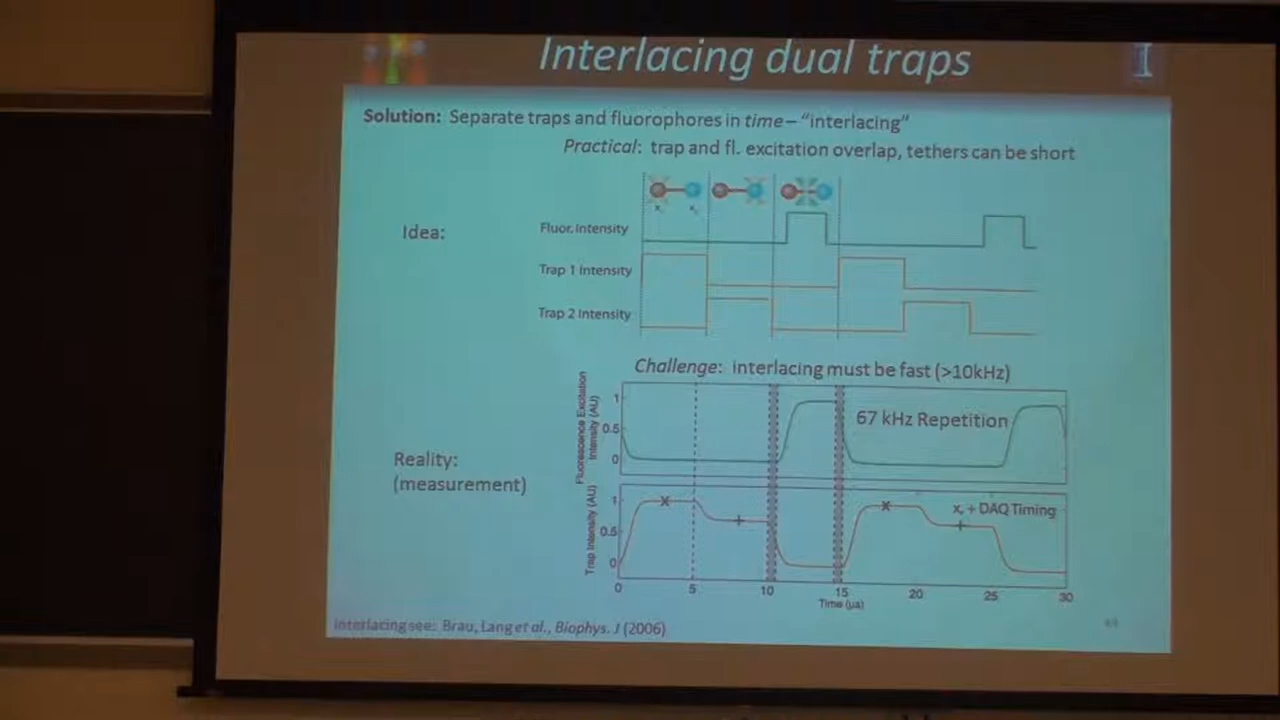 Interlacing dual traps
I
Solution: Separate traps and fluorophores in time – "interlacing"
Practical: trap and fl. excitation overlap, tethers can be short
Idea:
Fluor. Intensity
Trap 1 Intensity
Trap 2 Intensity
Challenge: interlacing must be fast (>10kHz)
Reality:
(measurement)
Fluorescence Excitation
Intensity (AU)
1
0.5
0
67 kHz Repetition
Trap Intensity (AU)
1
0.5
0
x, + DAQ Timing
0 5 10 15 20 25 30
Time (µs)
Interlacing see: Brau, Lang et al., Biophys. J (2006)